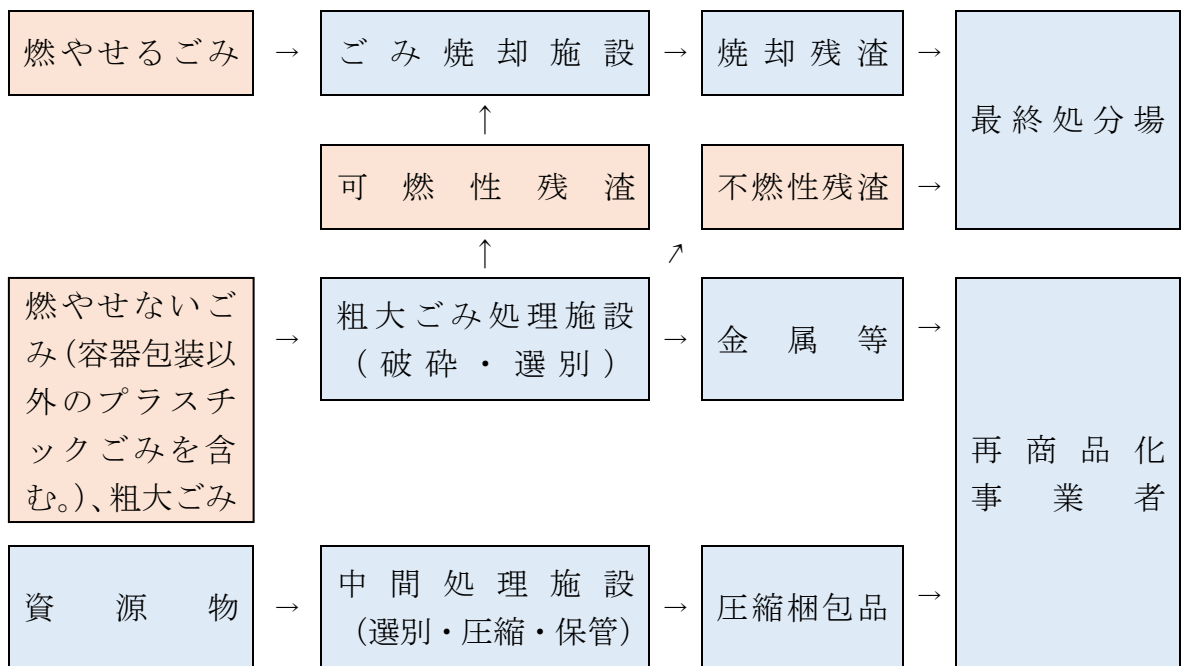 燃やせるごみ → ごみ焼却施設 → 焼却残渣 → 最終処分場
↑
可燃性残渣 不燃性残渣 →
↑ ↗
燃やせないご
み(容器包装以
外のプラスチ
ックごみを含
む。)、粗大ごみ
→
粗大ごみ処理施設
(破砕・選別)
→
金属等
→
再商品化
事業者
資源物
→
中間処理施設
(選別・圧縮・保管)
→
圧縮梱包品
→